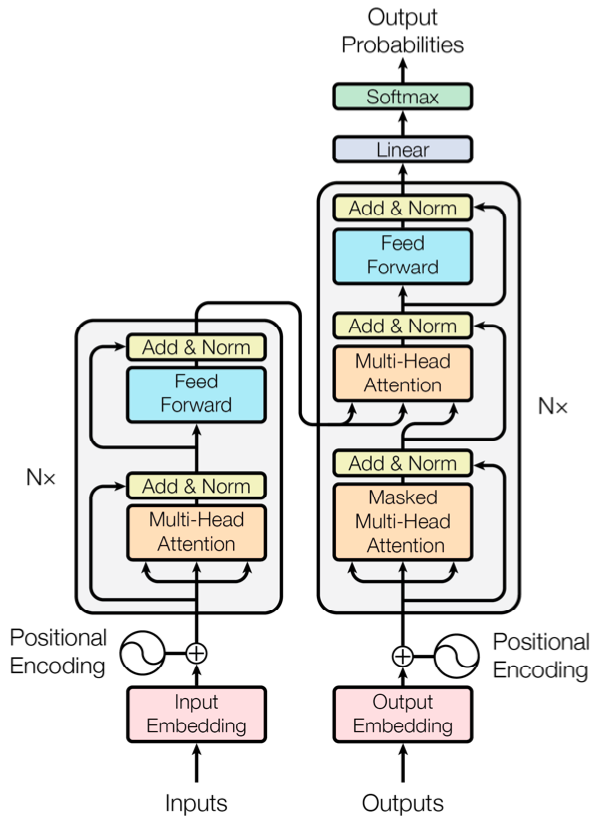 Output
Probabilities
Softmax
Linear
Add & Norm
Feed
Forward
Add & Norm
Multi-Head
Attention
Add & Norm
Masked
Multi-Head
Attention
Nx
Positional
Encoding
Output
Embedding
Outputs
Add & Norm
Feed
Forward
Add & Norm
Multi-Head
Attention
Nx
Positional
Encoding
Input
Embedding
Inputs